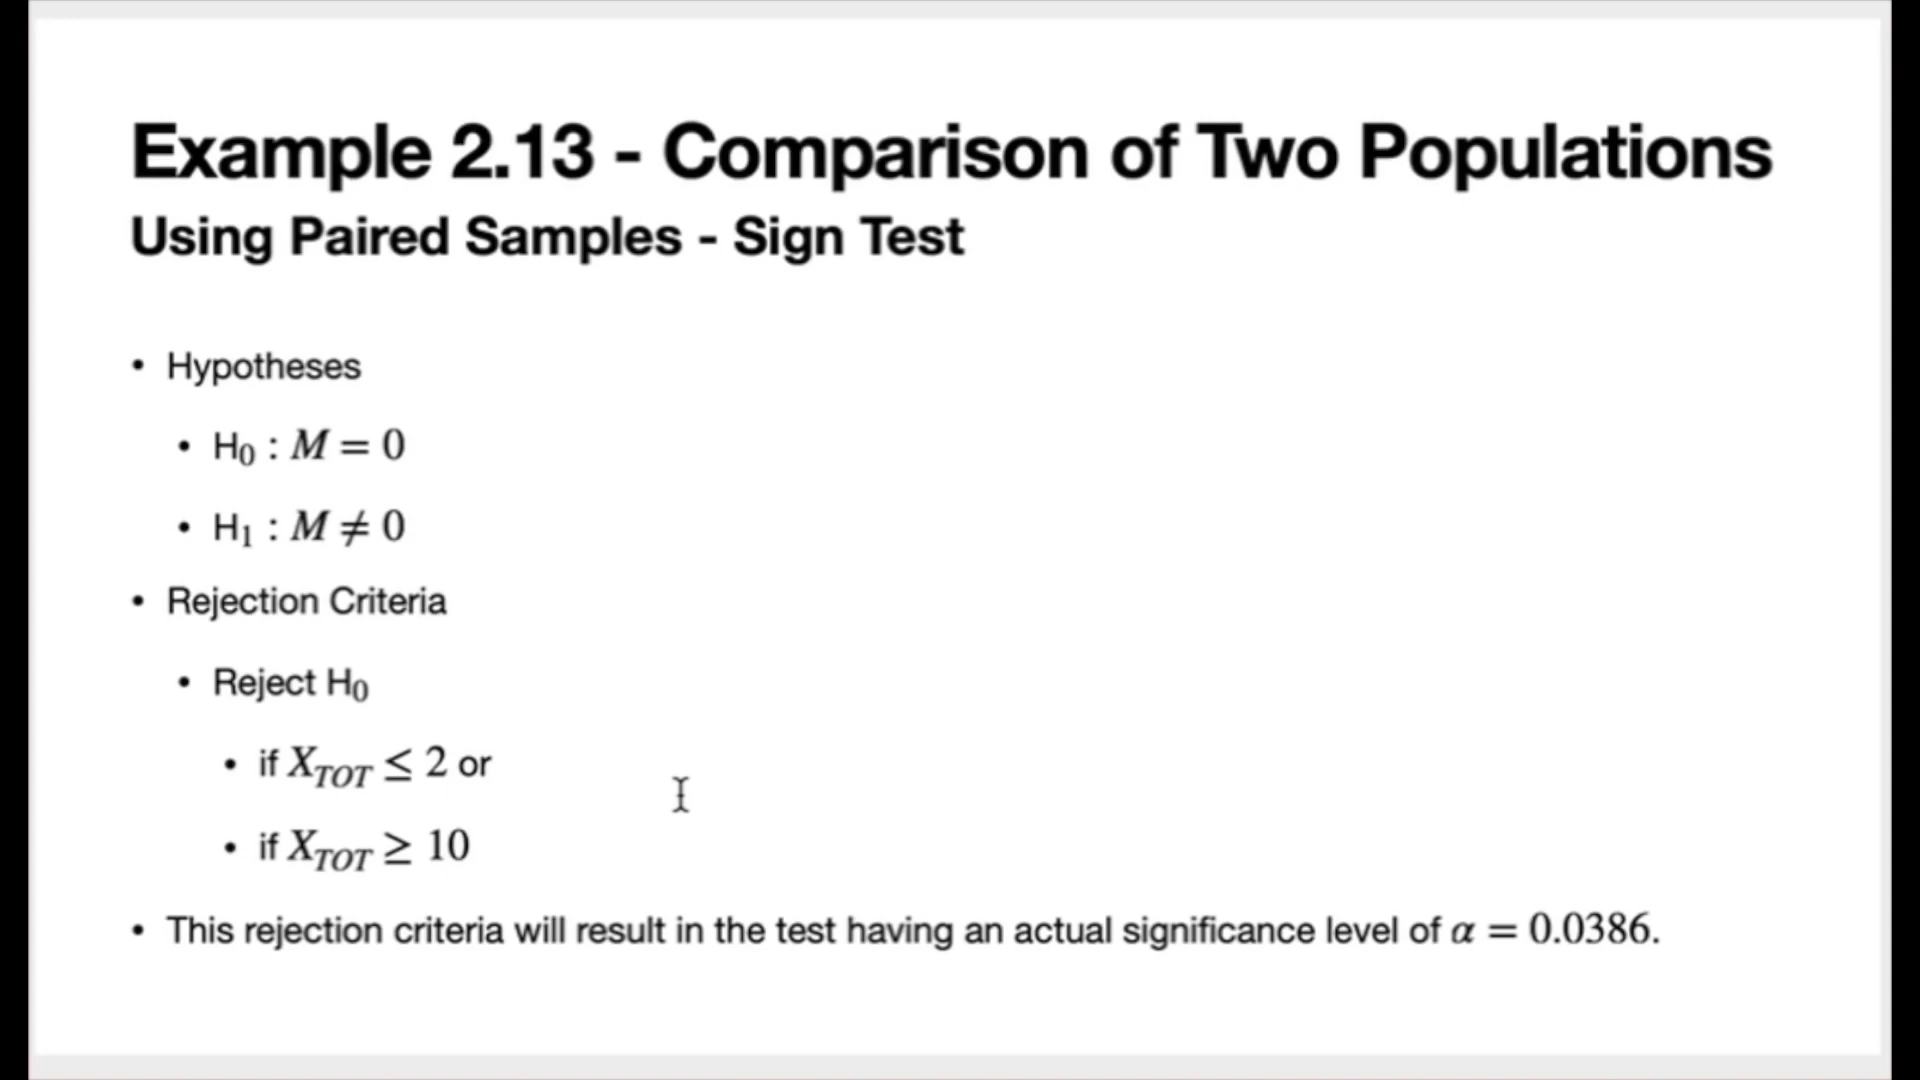 Example 2.13 - Comparison of Two Populations
Using Paired Samples - Sign Test
• Hypotheses
• H₀ : M = 0
• H₁ : M ≠ 0
• Rejection Criteria
• Reject H₀
• if X_TOT ≤ 2 or
• if X_TOT ≥ 10
• This rejection criteria will result in the test having an actual significance level of α = 0.0386.